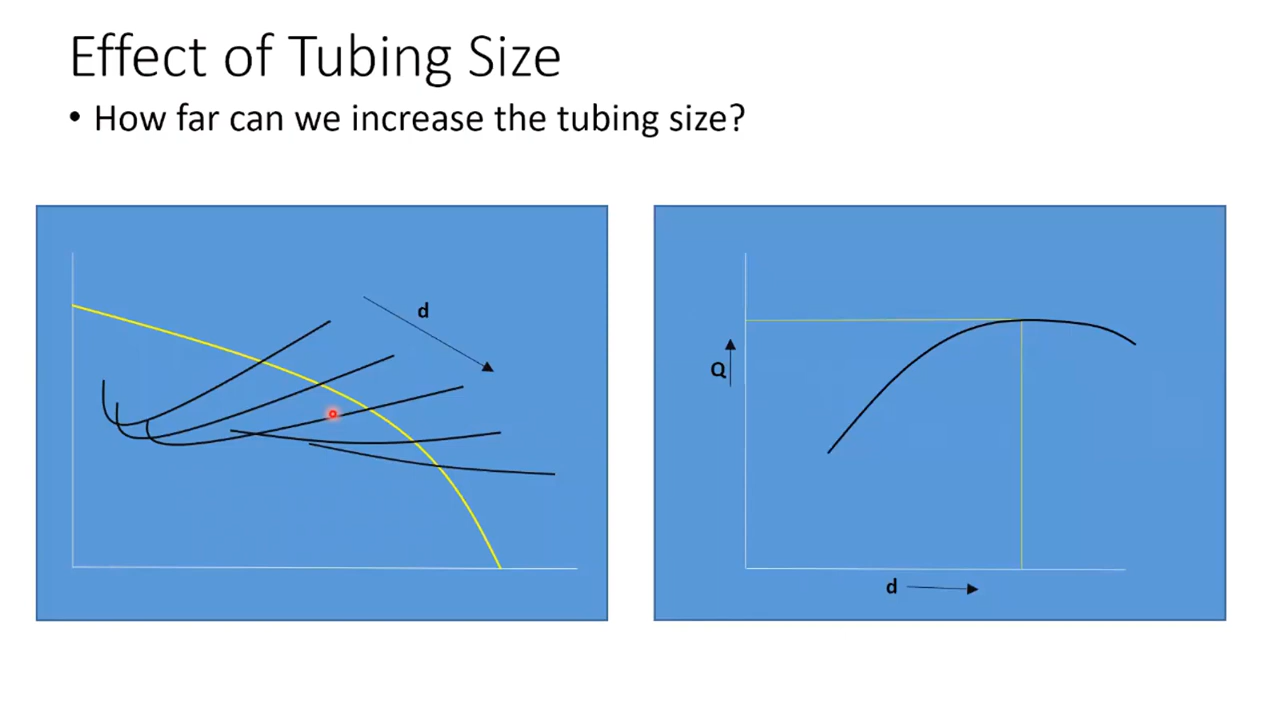 Effect of Tubing Size
• How far can we increase the tubing size?
d
Q
d